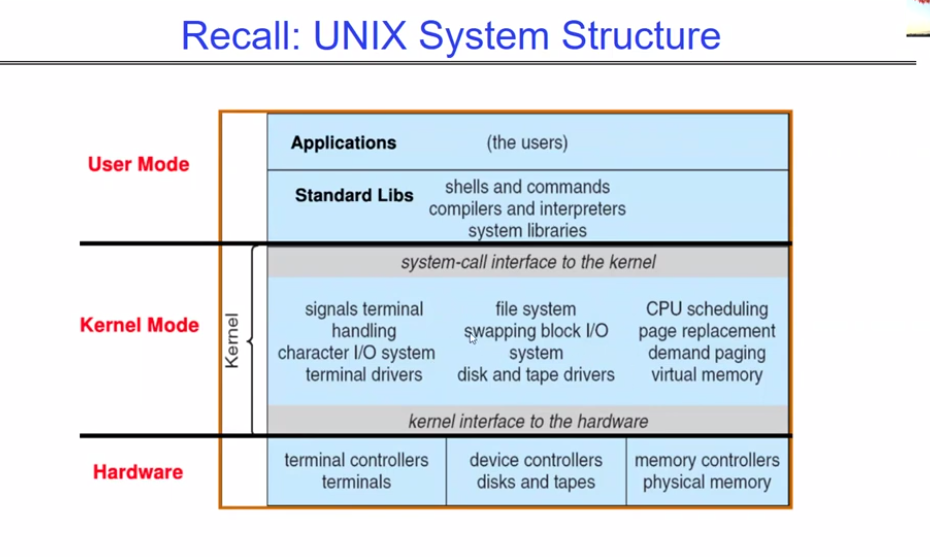 Recall: UNIX System Structure
User Mode
Applications (the users)
Standard Libs
shells and commands
compilers and interpreters
system libraries
Kernel Mode
Kernel
system-call interface to the kernel
signals terminal
handling
character I/O system
terminal drivers
file system
swapping block I/O
system
disk and tape drivers
CPU scheduling
page replacement
demand paging
virtual memory
kernel interface to the hardware
Hardware
terminal controllers
terminals
device controllers
disks and tapes
memory controllers
physical memory